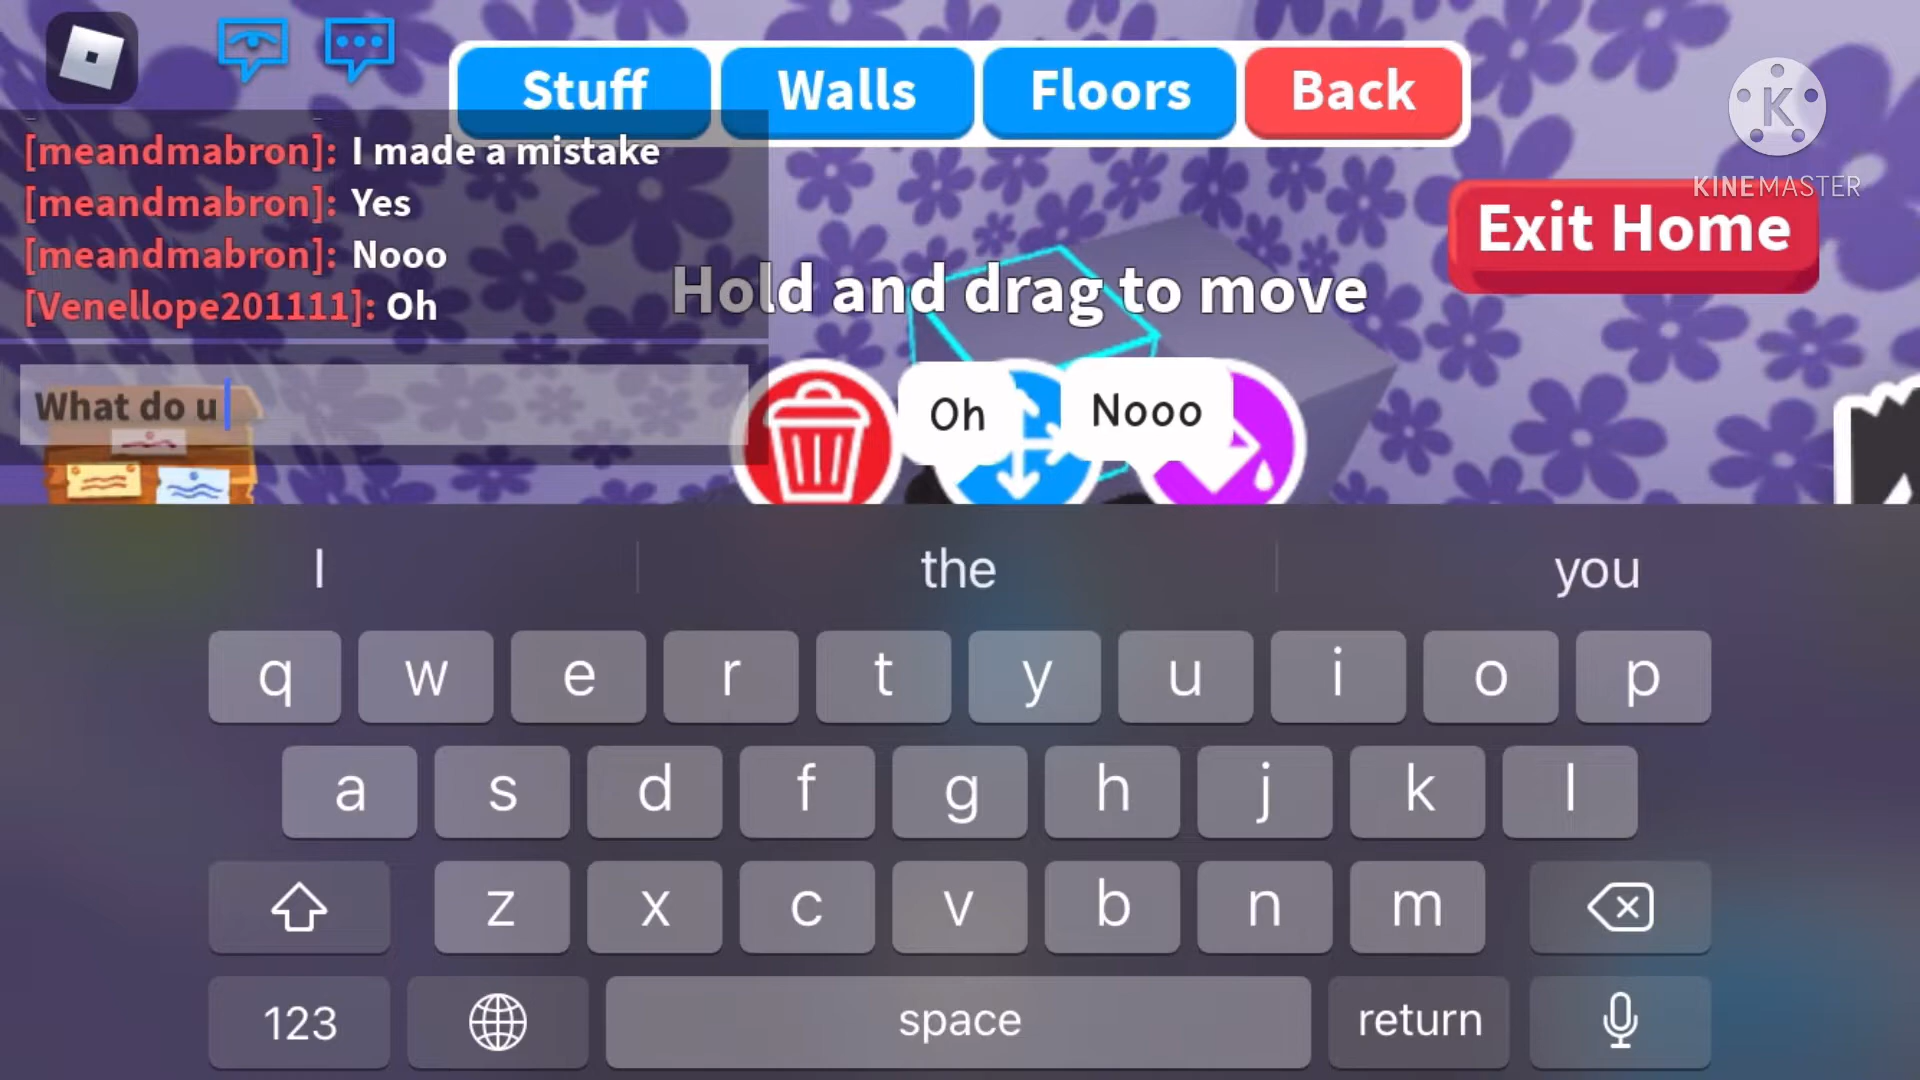 Stuff
Walls
Floors
Back
K
KINEMASTER
[meandmabron]: I made a mistake
[meandmabron]: Yes
[meandmabron]: Nooo
[Venellope201111]: Oh
Exit Home
Hold and drag to move
What do u
Oh
Nooo
I
the
you
q w e r t y u i o p
a s d f g h j k l
z x c v b n m
123
space
return